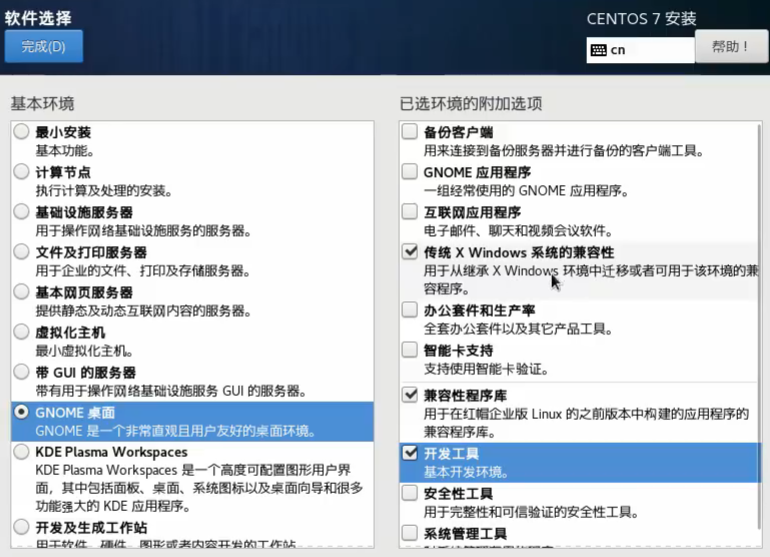 软件选择
完成(D)
CENTOS 7 安装
cn
帮助！
基本环境
最小安装
基本功能。
计算节点
执行计算及处理的安装。
基础设施服务器
用于操作网络基础设施服务的服务器。
文件及打印服务器
用于企业的文件、打印及存储服务器。
基本网页服务器
提供静态及动态互联网内容的服务器。
虚拟化主机
最小虚拟化主机。
带 GUI 的服务器
带有用于操作网络基础设施服务 GUI 的服务器。
GNOME 桌面
GNOME 是一个非常直观且用户友好的桌面环境。
KDE Plasma Workspaces
KDE Plasma Workspaces 是一个高度可配置图形用户界
面，其中包括面板、桌面、系统图标以及桌面向导和很多
功能强大的 KDE 应用程序。
开发及生成工作站
用于软件、硬件、图形或者内容开发的工作站。
已选环境的附加选项
备份客户端
用来连接到备份服务器并进行备份的客户端工具。
GNOME 应用程序
一组经常使用的 GNOME 应用程序。
互联网应用程序
电子邮件、聊天和视频会议软件。
传统 X Windows 系统的兼容性
用于从继承 X Windows 环境中迁移或者可用于该环境的兼
容程序。
办公套件和生产率
全套办公套件以及其它产品工具。
智能卡支持
支持使用智能卡验证。
兼容性程序库
用于在红帽企业版 Linux 的之前版本中构建的应用程序的
兼容程序库。
开发工具
基本开发环境。
安全性工具
用于完整性和可信验证的安全性工具。
系统管理工具